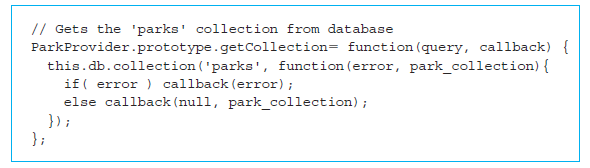 // Gets the 'parks' collection from database
ParkProvider.prototype.getCollection= function(query, callback) {
  this.db.collection('parks', function(error, park_collection){
    if( error ) callback(error);
    else callback(null, park_collection);
  });
};